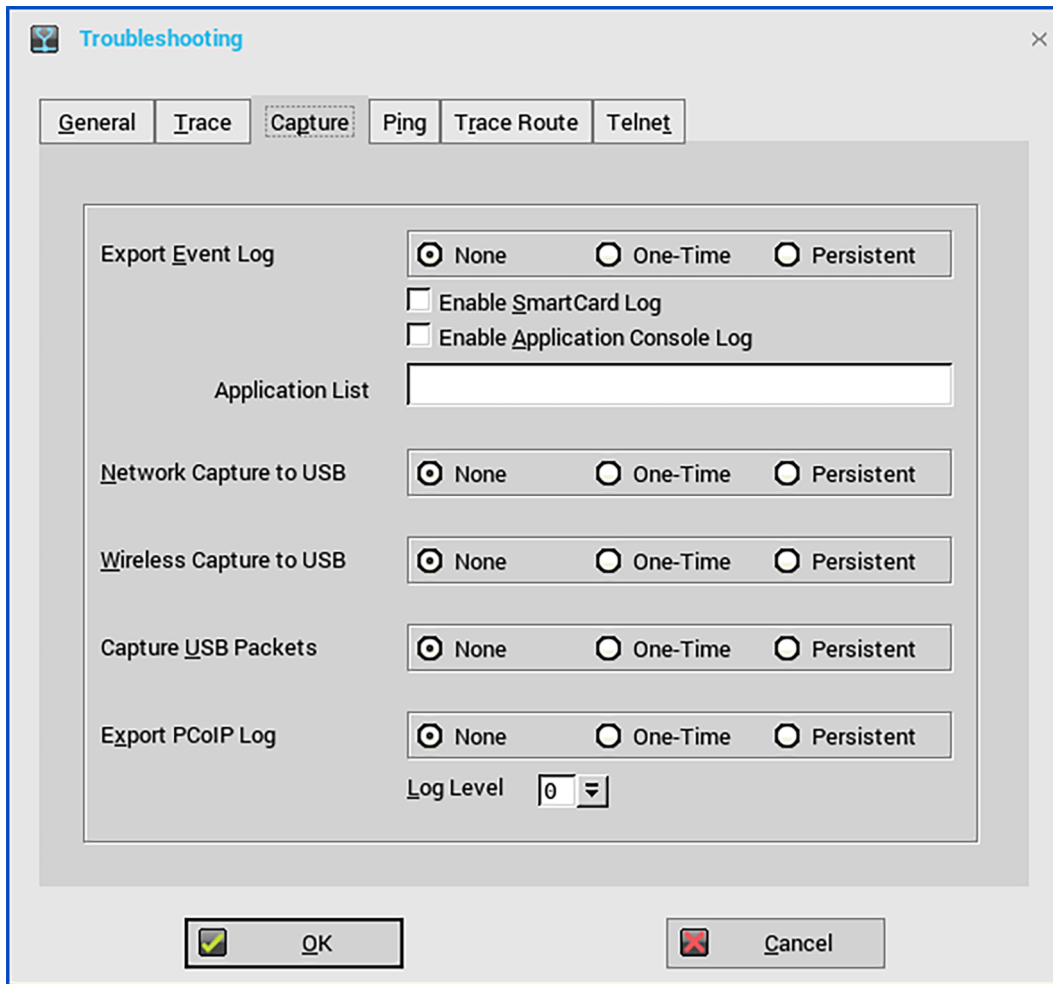 Troubleshooting
General Trace Capture Ping Trace Route Telnet
Export Event Log None One-Time Persistent
Enable SmartCard Log
Enable Application Console Log
Application List
Network Capture to USB None One-Time Persistent
Wireless Capture to USB None One-Time Persistent
Capture USB Packets None One-Time Persistent
Export PCoIP Log None One-Time Persistent
Log Level 0
OK Cancel